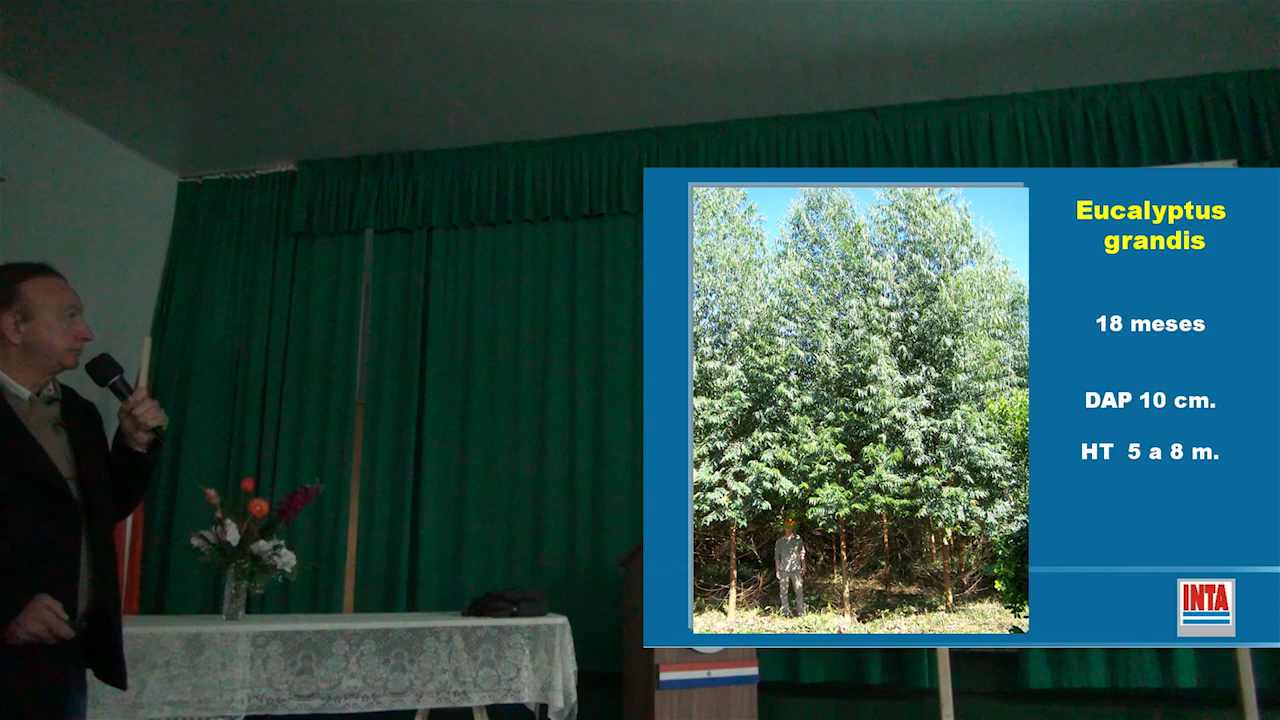 Eucalyptus
grandis
18 meses
DAP 10 cm.
HT 5 a 8 m.
INTA